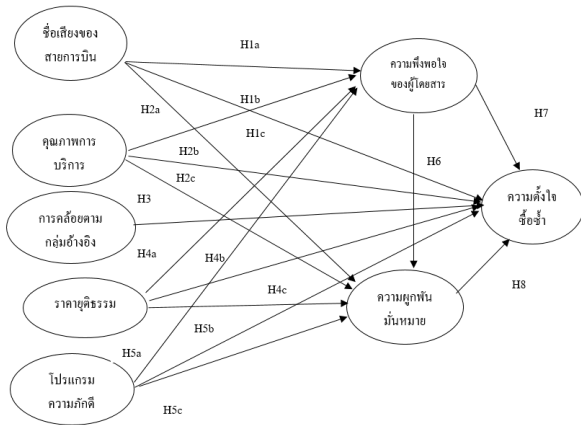 ชื่อเสียงของ
สายการบิน
H1a
ความพึงพอใจ
ของผู้โดยสาร
H2a
H1b
H1c
H7
คุณภาพการ
บริการ
H2b
H2c
H6
ความตั้งใจ
ซื้อซ้ำ
H3
การคล้อยตาม
กลุ่มอ้างอิง
H4a
H4b
ราคายุติธรรม
H4c
ความผูกพัน
มั่นหมาย
H8
H5a
H5b
โปรแกรม
ความภักดี
H5c